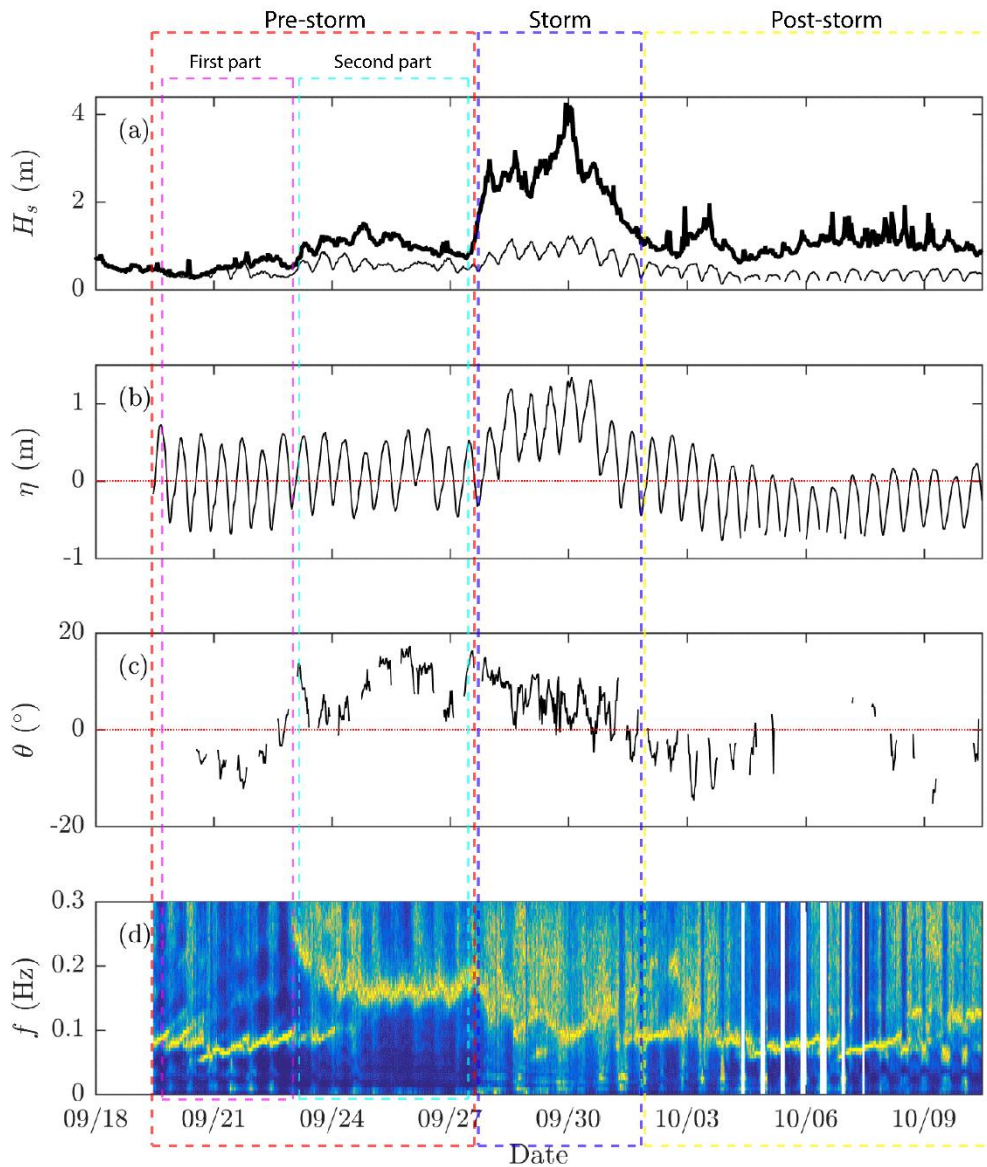 Pre-storm Storm Post-storm
First part Second part
(a)
H_s (m)
4
2
0
(b)
η (m)
1
0
-1
(c)
θ (°)
20
0
-20
(d)
f (Hz)
0.3
0.2
0.1
0
09/18 09/21 09/24 09/27 09/30 10/03 10/06 10/09
Date